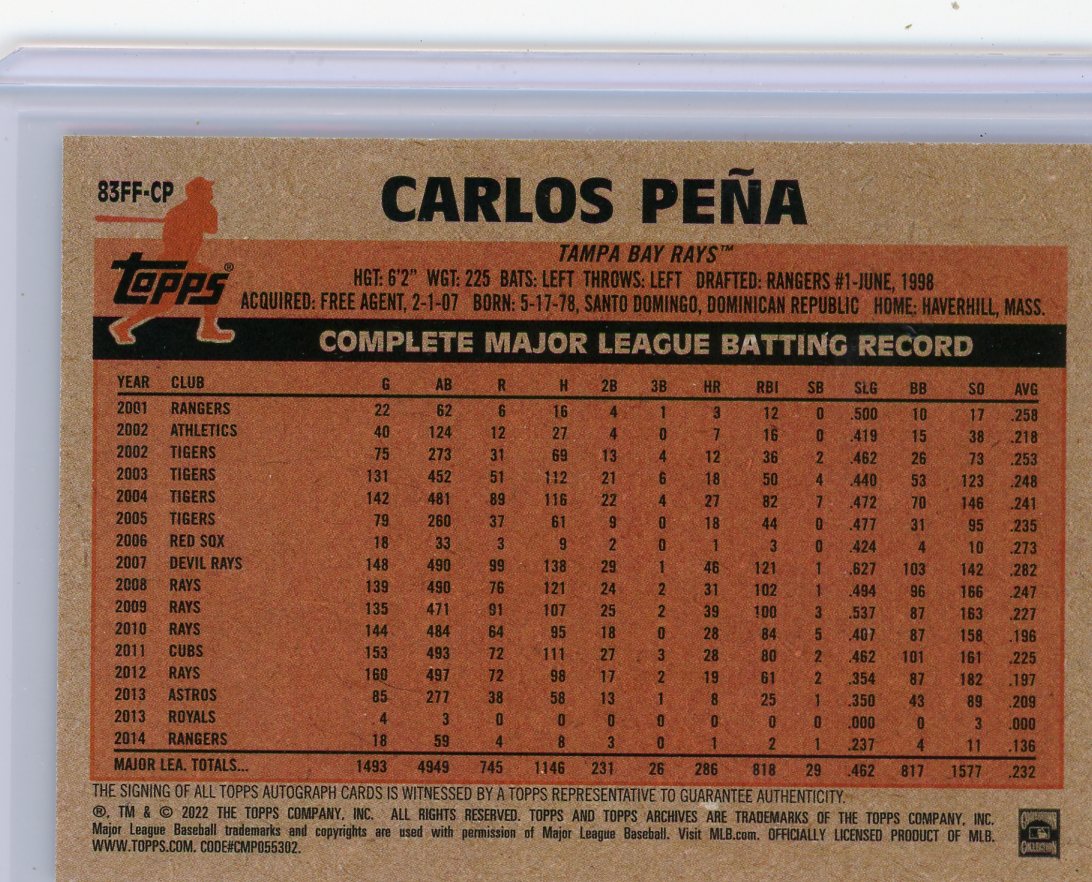 83FF-CP
CARLOS PEÑA
topps®
TAMPA BAY RAYS™
HGT: 6'2" WGT: 225 BATS: LEFT THROWS: LEFT DRAFTED: RANGERS #1-JUNE, 1998
ACQUIRED: FREE AGENT, 2-1-07 BORN: 5-17-78, SANTO DOMINGO, DOMINICAN REPUBLIC HOME: HAVERHILL, MASS.
COMPLETE MAJOR LEAGUE BATTING RECORD
YEAR CLUB G AB R H 2B 3B HR RBI SB SLG BB SO AVG
2001 RANGERS 22 62 6 16 4 1 3 12 0 .500 10 17 .258
2002 ATHLETICS 40 124 12 27 4 0 7 16 0 .419 15 38 .218
2002 TIGERS 75 273 31 69 13 4 12 36 2 .462 26 73 .253
2003 TIGERS 131 452 51 112 21 6 18 50 4 .440 53 123 .248
2004 TIGERS 142 481 89 116 22 4 27 82 7 .472 70 146 .241
2005 TIGERS 79 260 37 61 9 0 18 44 0 .477 31 95 .235
2006 RED SOX 18 33 3 9 2 0 1 3 0 .424 4 10 .273
2007 DEVIL RAYS 148 490 99 138 29 1 46 121 1 .627 103 142 .282
2008 RAYS 139 490 76 121 24 2 31 102 1 .494 96 166 .247
2009 RAYS 135 471 91 107 25 2 39 100 3 .537 87 163 .227
2010 RAYS 144 484 64 95 18 0 28 84 5 .407 87 158 .196
2011 CUBS 153 493 72 111 27 3 28 80 2 .462 101 161 .225
2012 RAYS 160 497 72 98 17 2 19 61 2 .354 87 182 .197
2013 ASTROS 85 277 38 58 13 1 8 25 1 .350 43 89 .209
2013 ROYALS 4 3 0 0 0 0 0 0 0 .000 0 3 .000
2014 RANGERS 18 59 4 8 3 0 1 2 1 .237 4 11 .136
MAJOR LEA. TOTALS... 1493 4949 745 1146 231 26 286 818 29 .462 817 1577 .232
THE SIGNING OF ALL TOPPS AUTOGRAPH CARDS IS WITNESSED BY A TOPPS REPRESENTATIVE TO GUARANTEE AUTHENTICITY.
®, TM & © 2022 THE TOPPS COMPANY, INC. ALL RIGHTS RESERVED. TOPPS AND TOPPS ARCHIVES ARE TRADEMARKS OF THE TOPPS COMPANY, INC.
Major League Baseball trademarks and copyrights are used with permission of Major League Baseball. Visit MLB.com. OFFICIALLY LICENSED PRODUCT OF MLB.
WWW.TOPPS.COM. CODE#CMP055302.
COLLECTION